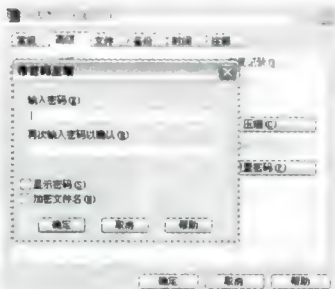 常规 高级 文件 备份 时间 注释
带密码压缩
输入密码(E)
再次输入密码以确认(R)
压缩(C)
置密码(P)
显示密码(S)
加密文件名(N)
确定 取消 帮助
确定 取消 帮助